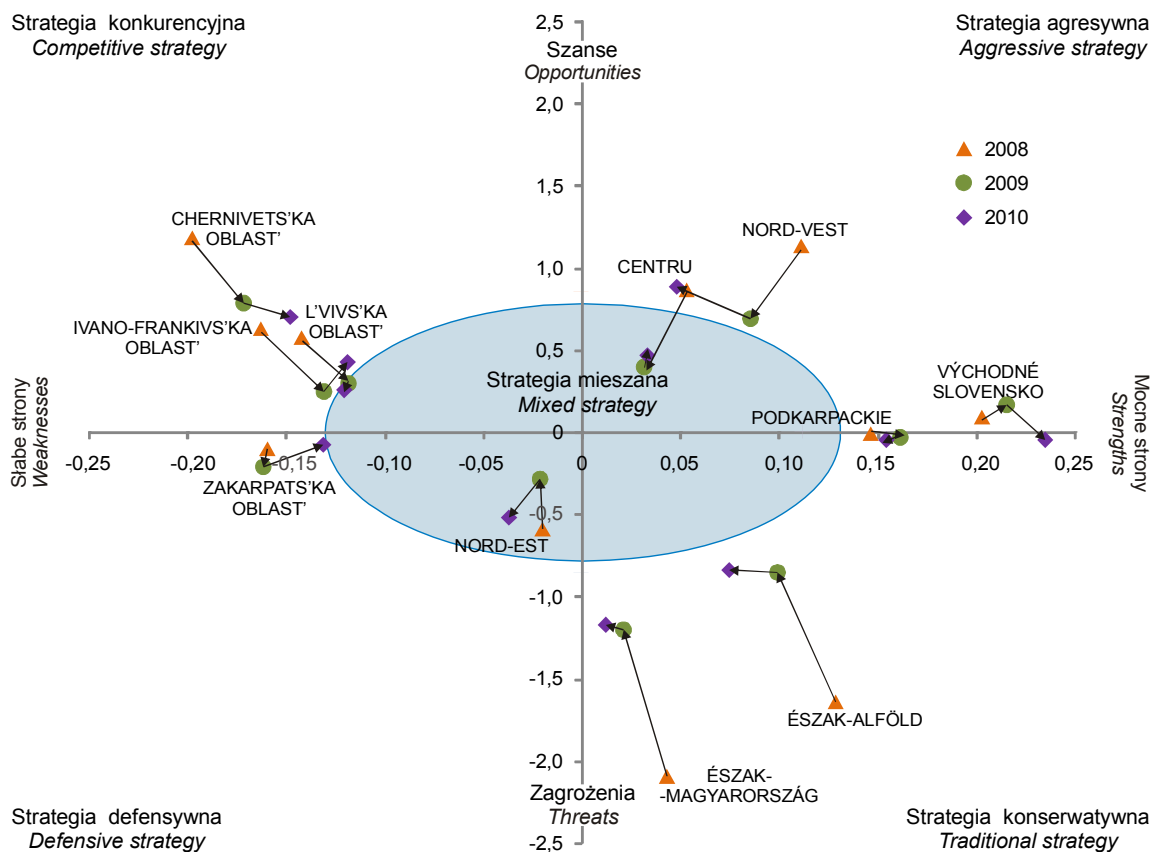 Strategia konkurencyjna
Competitive strategy
2,5
Strategia agresywna
Aggressive strategy
Szanse
Opportunities
2,0
2008
2009
2010
1,5
CHERNIVETS'KA
OBLAST'
NORD-VEST
CENTRU
1,0
IVANO-FRANKIVS'KA
OBLAST'
L'VIVS'KA
OBLAST'
0,5
Strategia mieszana
Mixed strategy
VÝCHODNÉ
SLOVENSKO
PODKARPACKIE
Słabe strony
Weaknesses
Mocne strony
Strengths
0
-0,25
-0,20
-0,15
-0,10
-0,05
0
0,05
0,10
0,15
0,20
0,25
ZAKARPATS'KA
OBLAST'
-0,5
NORD-EST
-1,0
-1,5
ÉSZAK-ALFÖLD
-2,0
ÉSZAK-
-MAGYARORSZÁG
Zagrożenia
Threats
-2,5
Strategia defensywna
Defensive strategy
Strategia konserwatywna
Traditional strategy